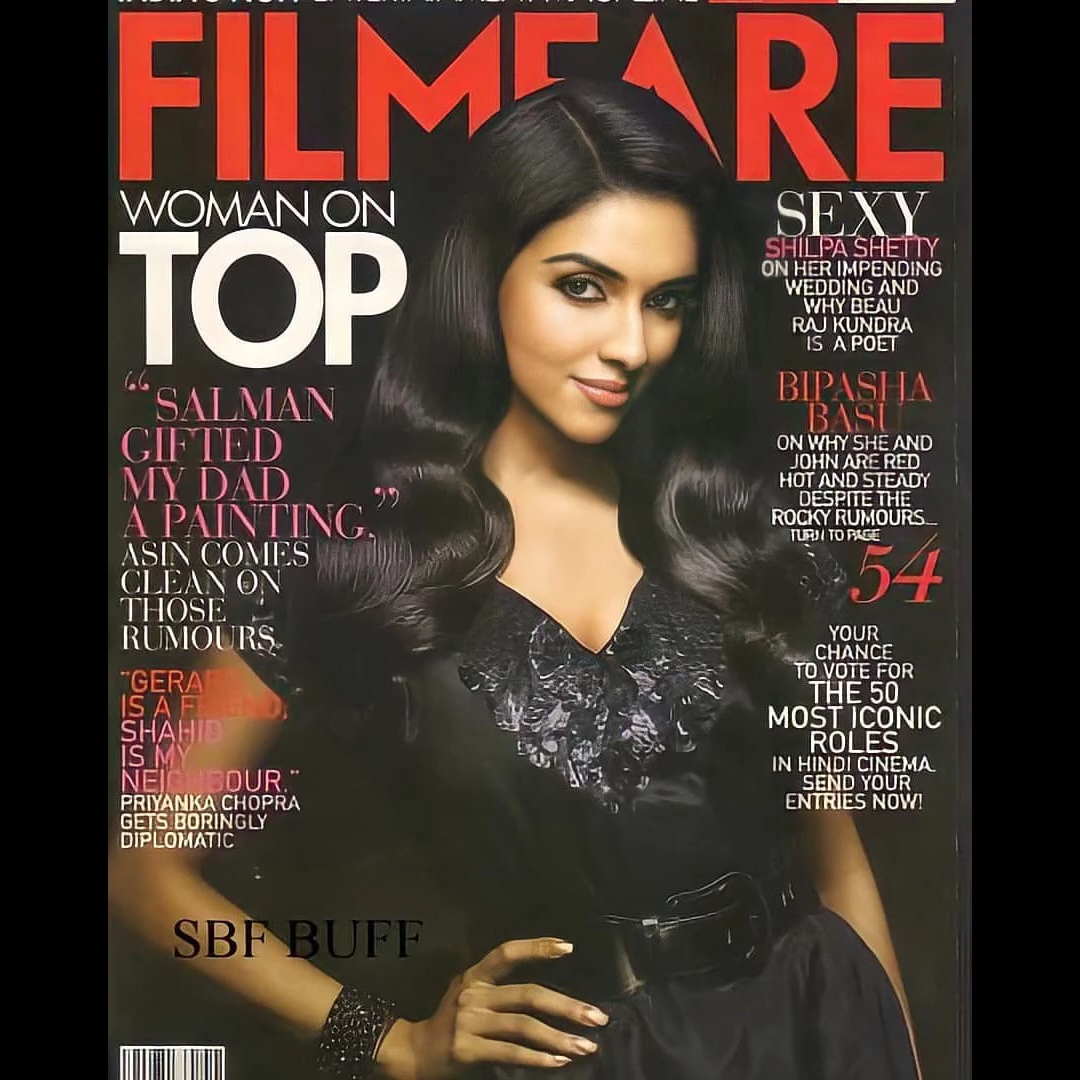 FILMFARE
WOMAN ON
TOP
“SALMAN
GIFTED
MY DAD
A PAINTING.”
ASIN COMES
CLEAN ON
THOSE
RUMOURS
"GERARD
IS A FRIEND,
SHAHID
IS MY
NEIGHBOUR."
PRIYANKA CHOPRA
GETS BORINGLY
DIPLOMATIC
SBF BUFF
SEXY
SHILPA SHETTY
ON HER IMPENDING
WEDDING AND
WHY BEAU
RAJ KUNDRA
IS A POET
BIPASHA
BASU
ON WHY SHE AND
JOHN ARE RED
HOT AND STEADY
DESPITE THE
ROCKY RUMOURS...
TURN TO PAGE
54
YOUR
CHANCE
TO VOTE FOR
THE 50
MOST ICONIC
ROLES
IN HINDI CINEMA.
SEND YOUR
ENTRIES NOW!